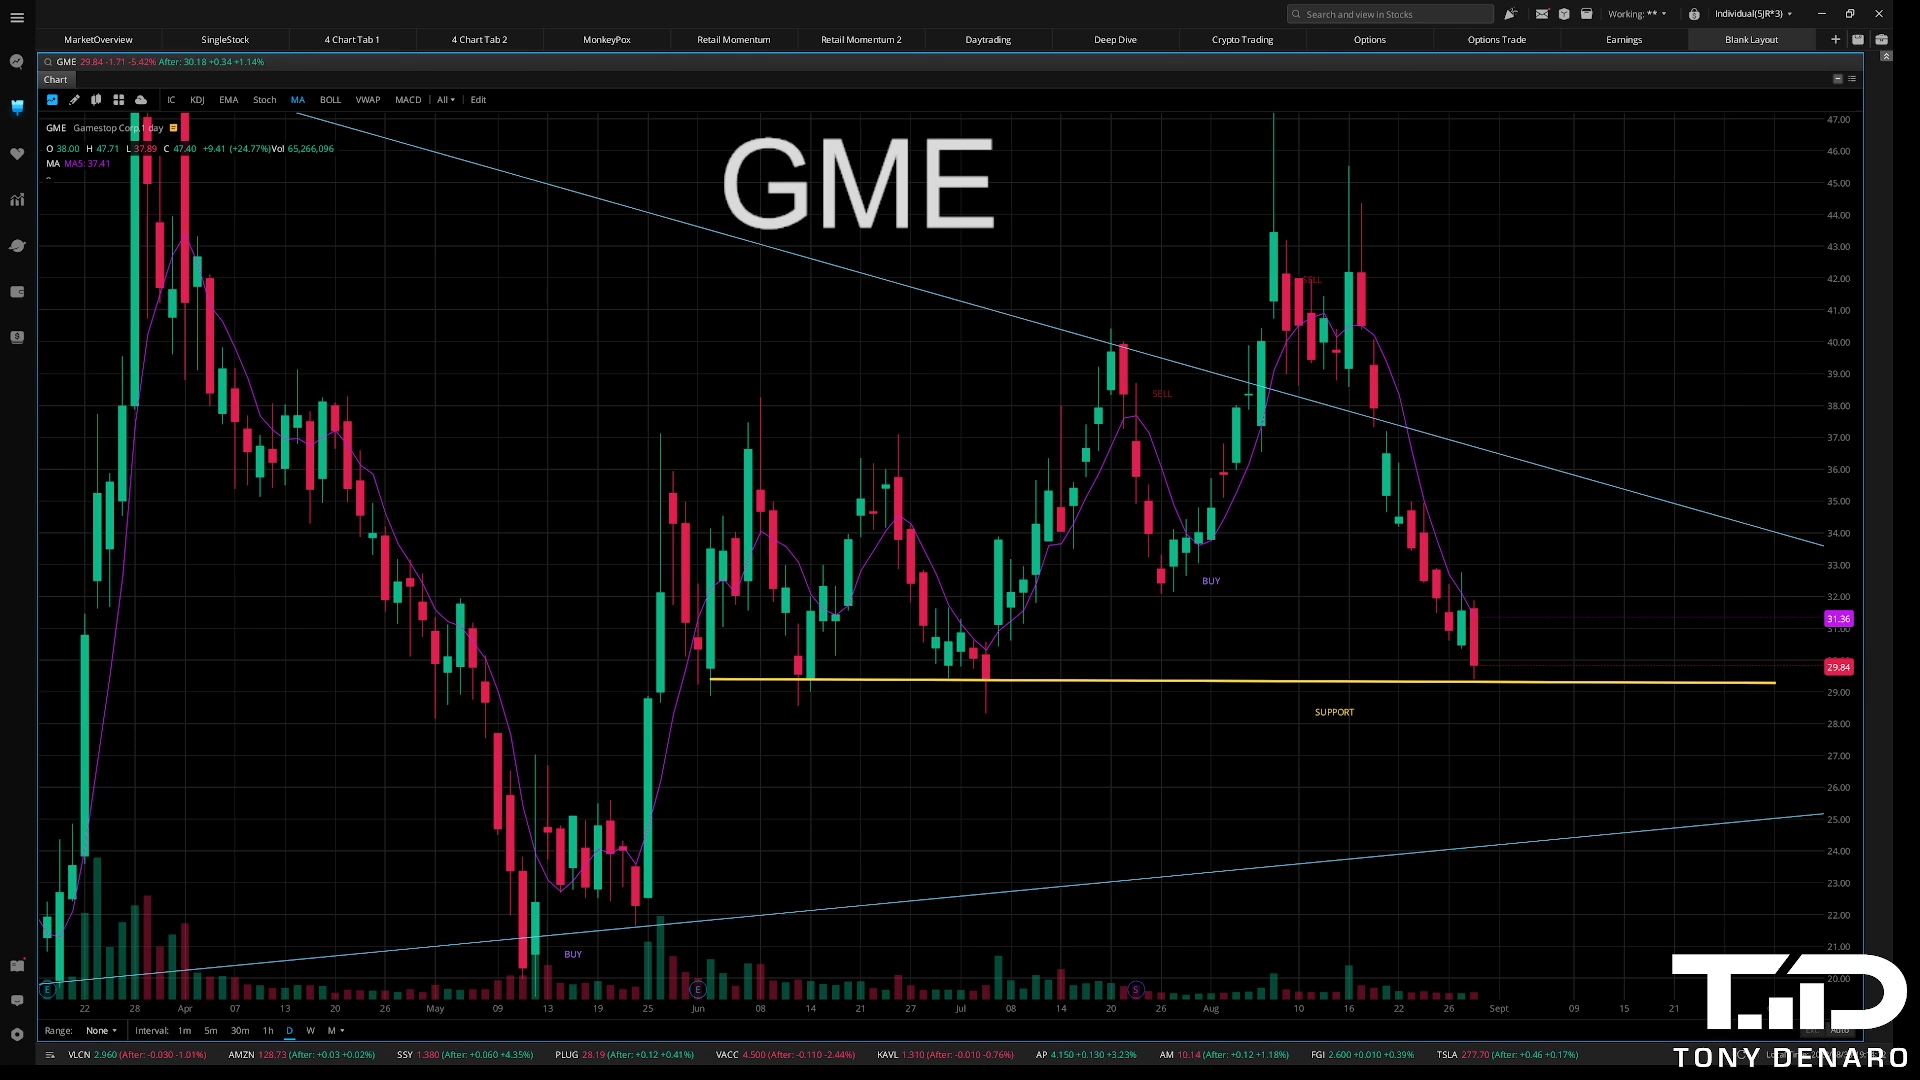 Search and view in Stocks
Working: **
Individual(5JR*3)
MarketOverview SingleStock 4 Chart Tab 1 4 Chart Tab 2 MonkeyPox Retail Momentum Retail Momentum 2 Daytrading Deep Dive Crypto Trading Options Options Trade Earnings Blank Layout
GME 29.84 -1.71 -5.42% After: 30.18 +0.34 +1.14%
Chart
IC KDJ EMA Stoch MA BOLL VWAP MACD All Edit
GME Gamestop Corp,1 day
O 38.00 H 47.71 L 37.89 C 47.40 +9.41 (+24.77%)Vol 65,266,096
MA MA5: 37.41
GME
47.00
46.00
45.00
44.00
43.00
42.00
SELL
41.00
40.00
39.00
SELL
38.00
37.00
36.00
35.00
34.00
33.00
BUY
32.00
31.36
31.00
29.84
29.00
SUPPORT
28.00
27.00
26.00
25.00
24.00
23.00
22.00
21.00
BUY
20.00
E E S
22 28 Apr 07 13 20 26 May 09 13 19 25 Jun 08 14 21 27 Jul 08 14 20 26 Aug 10 16 22 26 Sept 09 15 21
Range: None Interval: 1m 5m 30m 1h D W M
Auto
VLCN 2.960 (After: -0.030 -1.01%) AMZN 128.73 (After: +0.03 +0.02%) SSY 1.380 (After: +0.060 +4.35%) PLUG 28.19 (After: +0.12 +0.41%) VACC 4.500 (After: -0.110 -2.44%) KAVL 1.310 (After: -0.010 -0.76%) AP 4.150 +0.130 +3.23% AM 10.14 (After: +0.12 +1.18%) FGI 2.600 +0.010 +0.39% TSLA 277.70 (After: +0.46 +0.17%)
TD
TONY DENARO